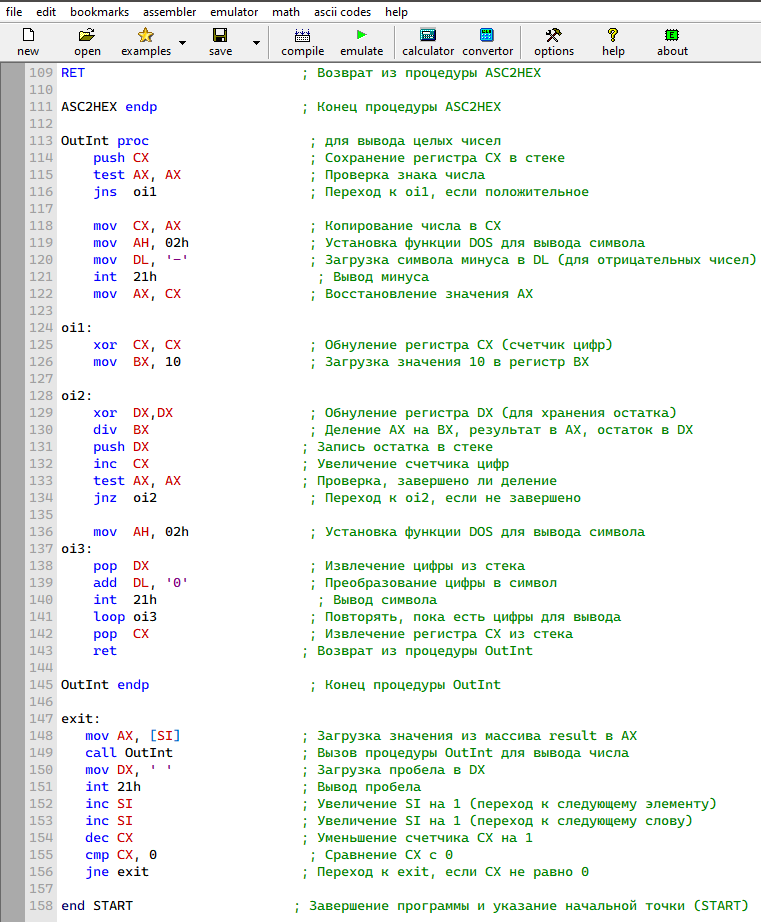 file edit bookmarks assembler emulator math ascii codes help
new open examples save compile emulate calculator convertor options help about
109 RET ; Возврат из процедуры ASC2HEX
110
111 ASC2HEX endp ; Конец процедуры ASC2HEX
112
113 OutInt proc ; для вывода целых чисел
114 push CX ; Сохранение регистра CX в стеке
115 test AX, AX ; Проверка знака числа
116 jns oi1 ; Переход к oi1, если положительное
117
118 mov CX, AX ; Копирование числа в CX
119 mov AH, 02h ; Установка функции DOS для вывода символа
120 mov DL, '-' ; Загрузка символа минуса в DL (для отрицательных чисел)
121 int 21h ; Вывод минуса
122 mov AX, CX ; Восстановление значения AX
123
124 oi1:
125 xor CX, CX ; Обнуление регистра CX (счетчик цифр)
126 mov BX, 10 ; Загрузка значения 10 в регистр BX
127
128 oi2:
129 xor DX,DX ; Обнуление регистра DX (для хранения остатка)
130 div BX ; Деление AX на BX, результат в AX, остаток в DX
131 push DX ; Запись остатка в стеке
132 inc CX ; Увеличение счетчика цифр
133 test AX, AX ; Проверка, завершено ли деление
134 jnz oi2 ; Переход к oi2, если не завершено
135
136 mov AH, 02h ; Установка функции DOS для вывода символа
137 oi3:
138 pop DX ; Извлечение цифры из стека
139 add DL, '0' ; Преобразование цифры в символ
140 int 21h ; Вывод символа
141 loop oi3 ; Повторять, пока есть цифры для вывода
142 pop CX ; Извлечение регистра CX из стека
143 ret ; Возврат из процедуры OutInt
144
145 OutInt endp ; Конец процедуры OutInt
146
147 exit:
148 mov AX, [SI] ; Загрузка значения из массива result в AX
149 call OutInt ; Вызов процедуры OutInt для вывода числа
150 mov DX, ' ' ; Загрузка пробела в DX
151 int 21h ; Вывод пробела
152 inc SI ; Увеличение SI на 1 (переход к следующему элементу)
153 inc SI ; Увеличение SI на 1 (переход к следующему слову)
154 dec CX ; Уменьшение счетчика CX на 1
155 cmp CX, 0 ; Сравнение CX с 0
156 jne exit ; Переход к exit, если CX не равно 0
157
158 end START ; Завершение программы и указание начальной точки (START)